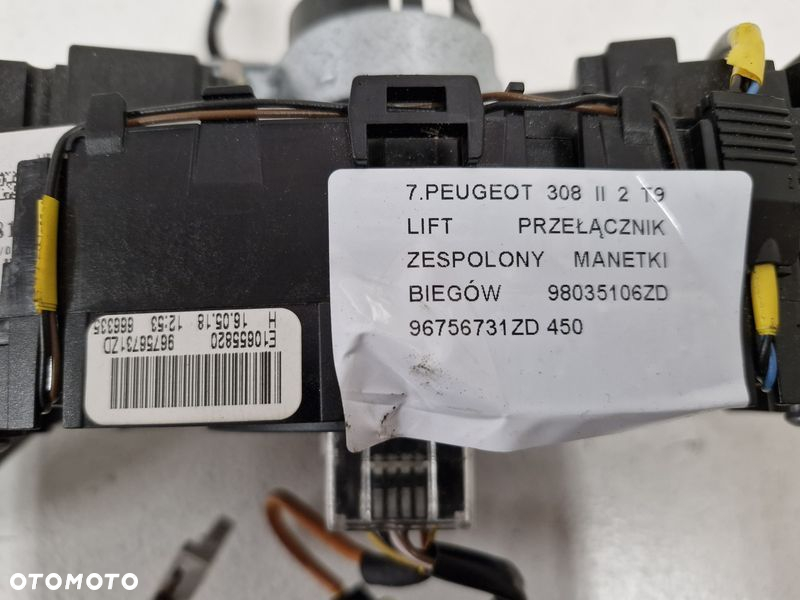 7.PEUGEOT 308 II 2 T9
LIFT PRZEŁĄCZNIK
ZESPOLONY MANETKI
BIEGÓW 98035106ZD
96756731ZD 450
H
16.05.18 12:53 666335
E10655820
96756731ZD
OTOMOTO